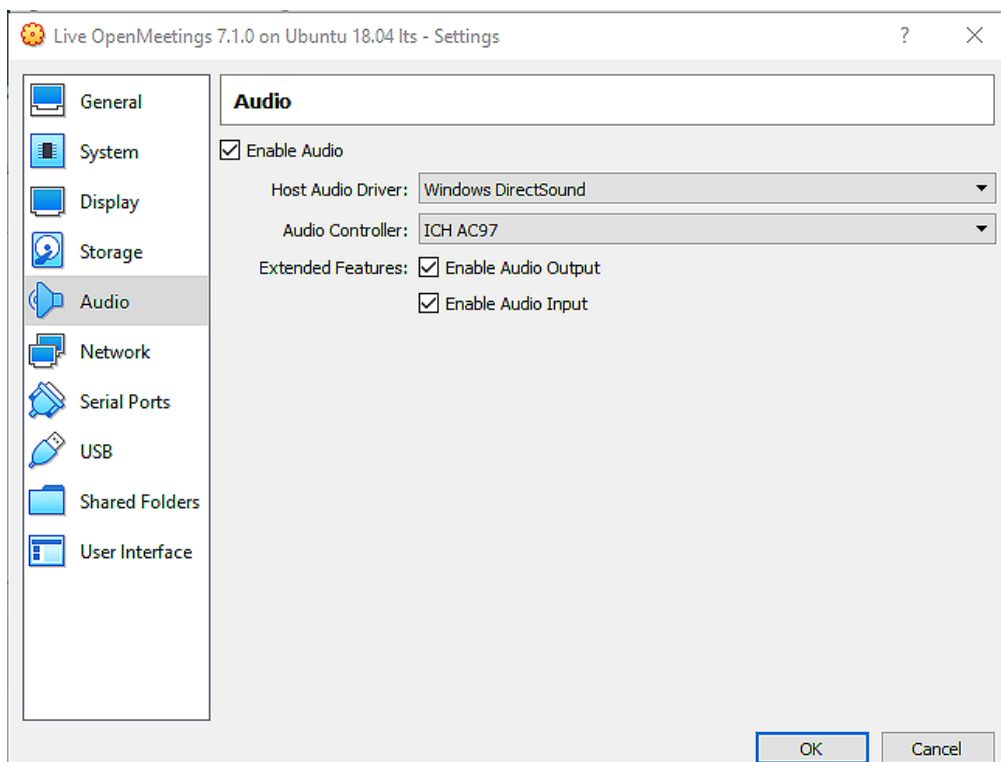 Live OpenMeetings 7.1.0 on Ubuntu 18.04 lts - Settings ?
General
System
Display
Storage
Audio
Network
Serial Ports
USB
Shared Folders
User Interface
Audio
Enable Audio
Host Audio Driver: Windows DirectSound
Audio Controller: ICH AC97
Extended Features: Enable Audio Output
Enable Audio Input
OK Cancel